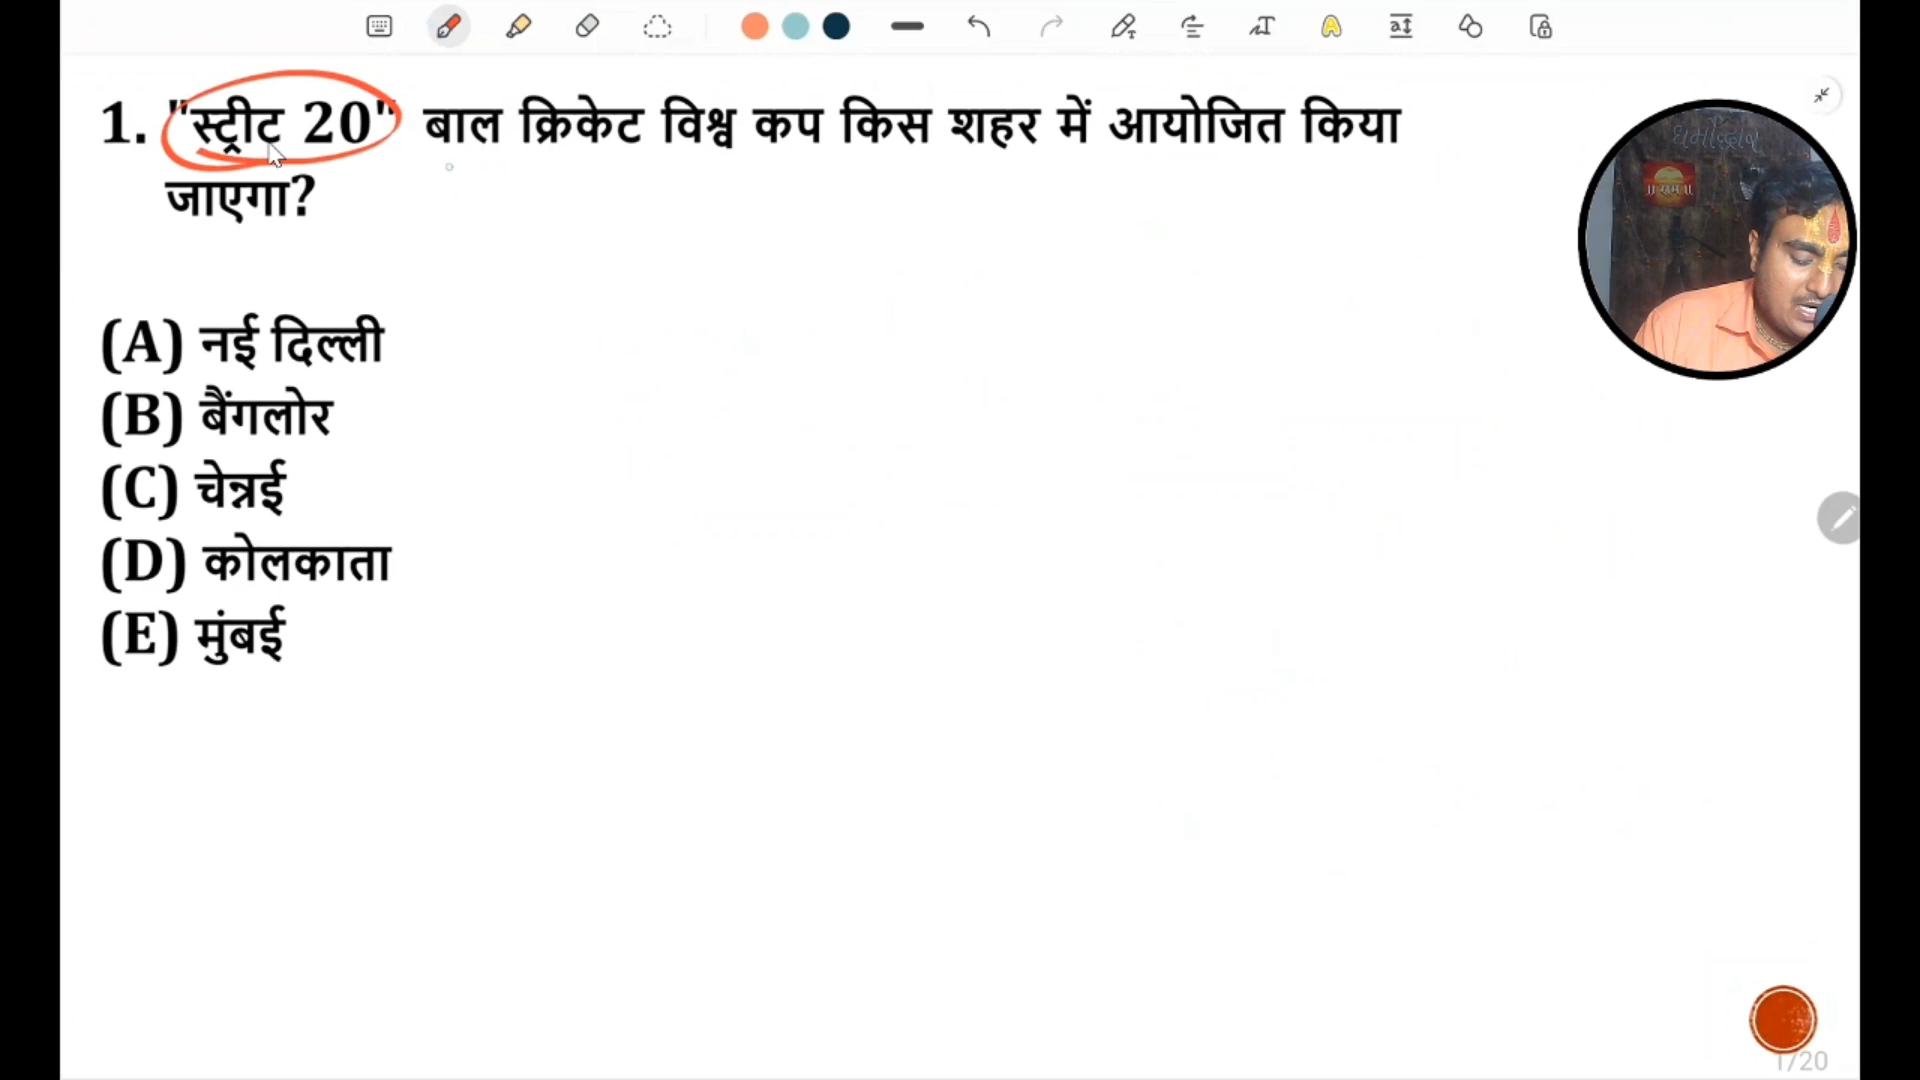 1. "स्ट्रीट 20" बाल क्रिकेट विश्व कप किस शहर में आयोजित किया
जाएगा?
(A) नई दिल्ली
(B) बैंगलोर
(C) चेन्नई
(D) कोलकाता
(E) मुंबई
1/20